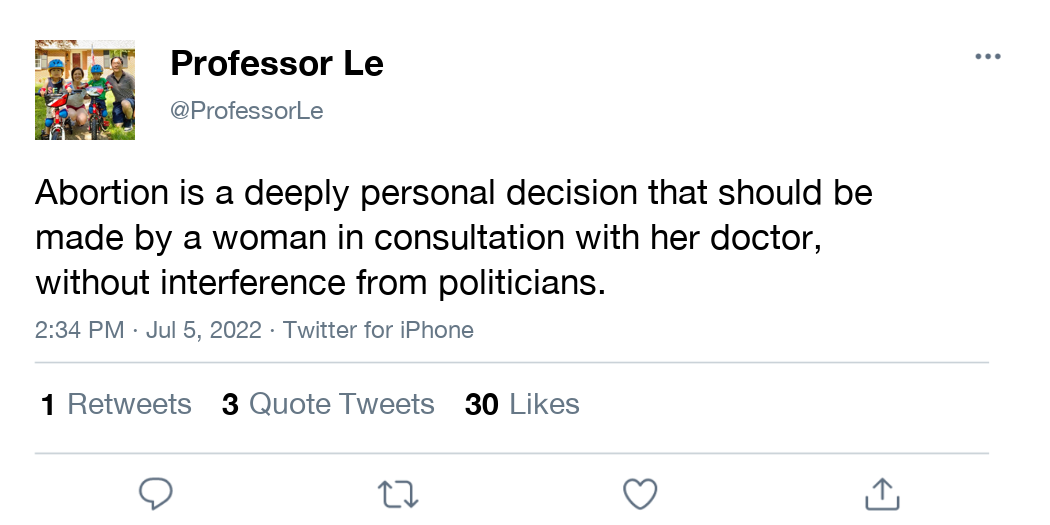 Professor Le
@ProfessorLe
Abortion is a deeply personal decision that should be
made by a woman in consultation with her doctor,
without interference from politicians.
2:34 PM · Jul 5, 2022 · Twitter for iPhone
1 Retweets 3 Quote Tweets 30 Likes